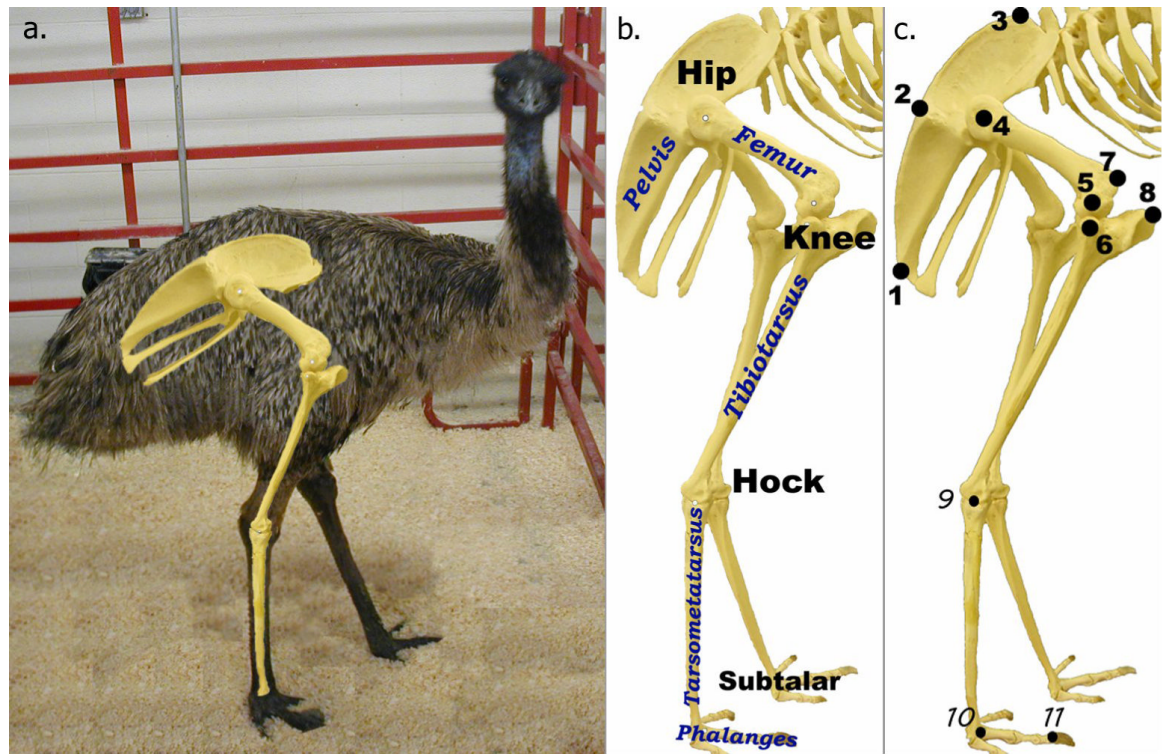 a.
b.
Hip
Pelvis
Femur
Knee
Tibiotarsus
Hock
Tarsometatarsus
Subtalar
Phalanges
c.
3
2
4
7
5
8
6
1
9
10
11